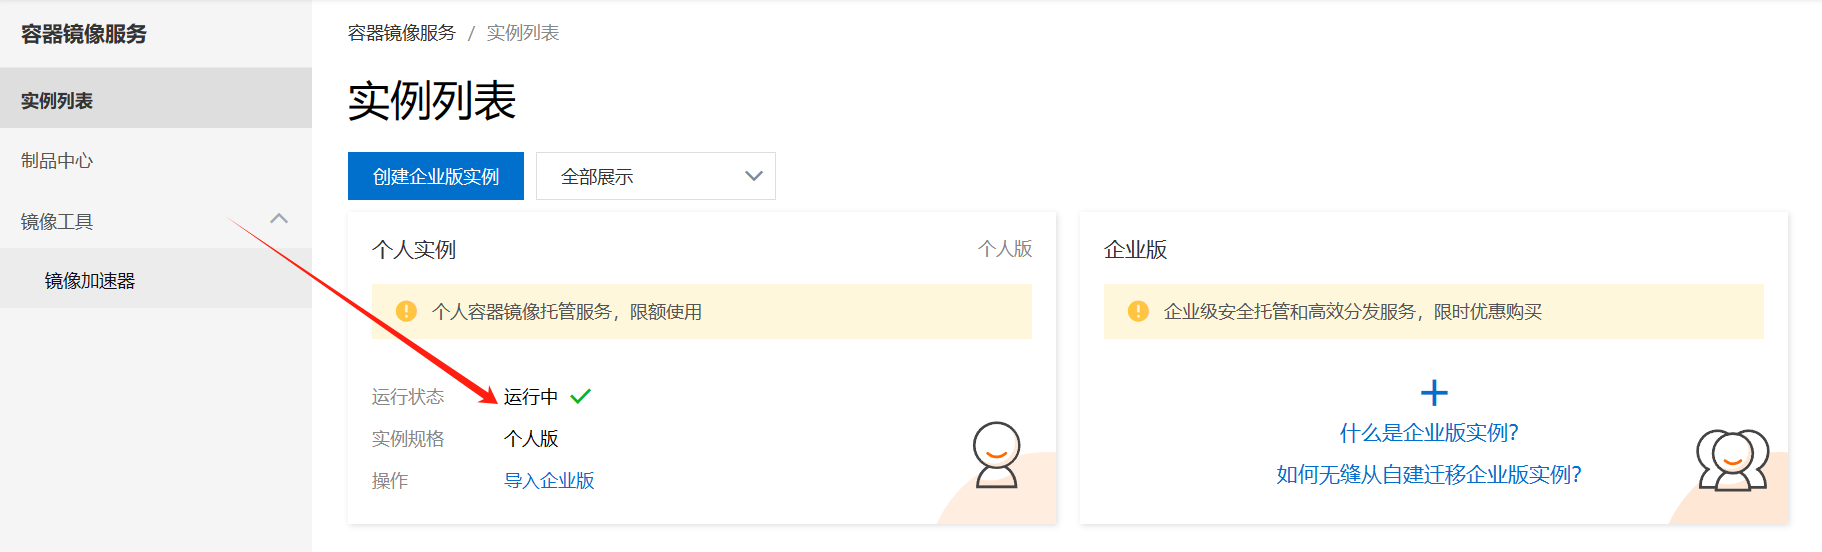 容器镜像服务
实例列表
制品中心
镜像工具
镜像加速器
容器镜像服务 / 实例列表
实例列表
创建企业版实例
全部展示
个人实例
个人版
个人容器镜像托管服务，限额使用
运行状态 运行中
实例规格 个人版
操作 导入企业版
企业版
企业级安全托管和高效分发服务，限时优惠购买
什么是企业版实例?
如何无缝从自建迁移企业版实例?